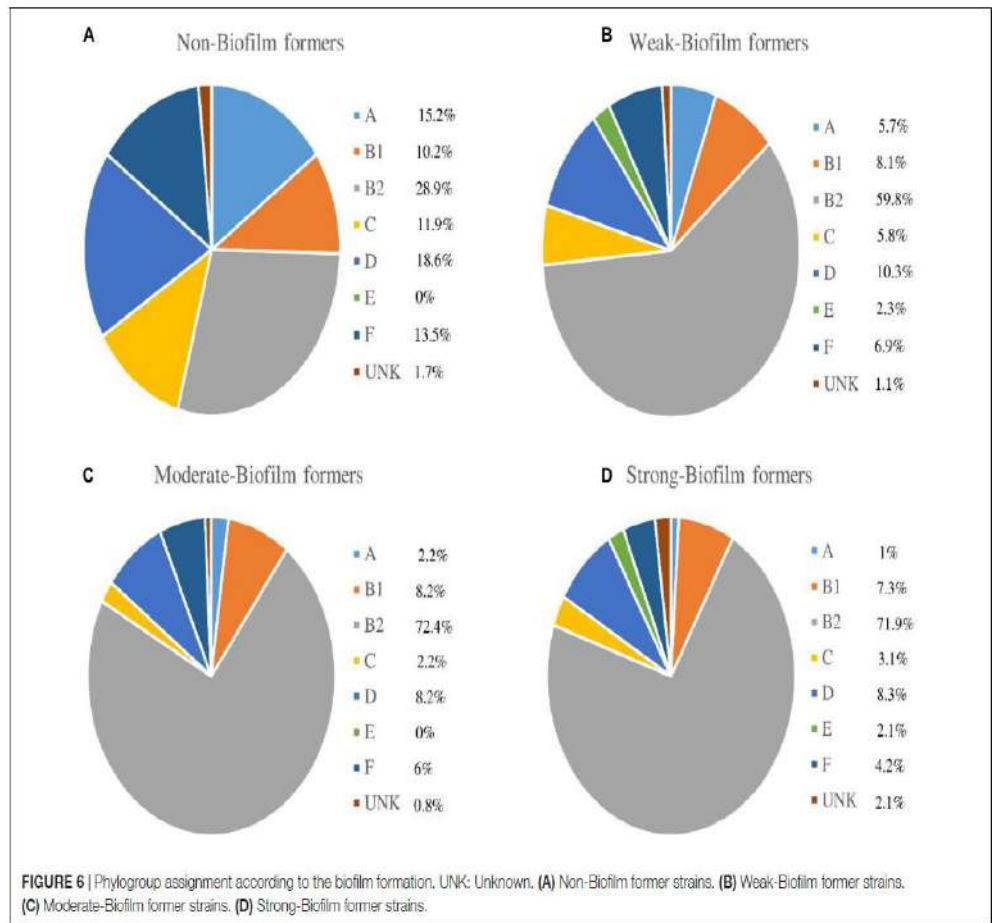 A
Non-Biofilm formers
A 15.2%
B1 10.2%
B2 28.9%
C 11.9%
D 18.6%
E 0%
F 13.5%
UNK 1.7%
B
Weak-Biofilm formers
A 5.7%
B1 8.1%
B2 59.8%
C 5.8%
D 10.3%
E 2.3%
F 6.9%
UNK 1.1%
C
Moderate-Biofilm formers
A 2.2%
B1 8.2%
B2 72.4%
C 2.2%
D 8.2%
E 0%
F 6%
UNK 0.8%
D
Strong-Biofilm formers
A 1%
B1 7.3%
B2 71.9%
C 3.1%
D 8.3%
E 2.1%
F 4.2%
UNK 2.1%
FIGURE 6 | Phylogroup assignment according to the biofilm formation. UNK: Unknown. (A) Non-Biofilm former strains. (B) Weak-Biofilm former strains.
(C) Moderate-Biofilm former strains. (D) Strong-Biofilm former strains.